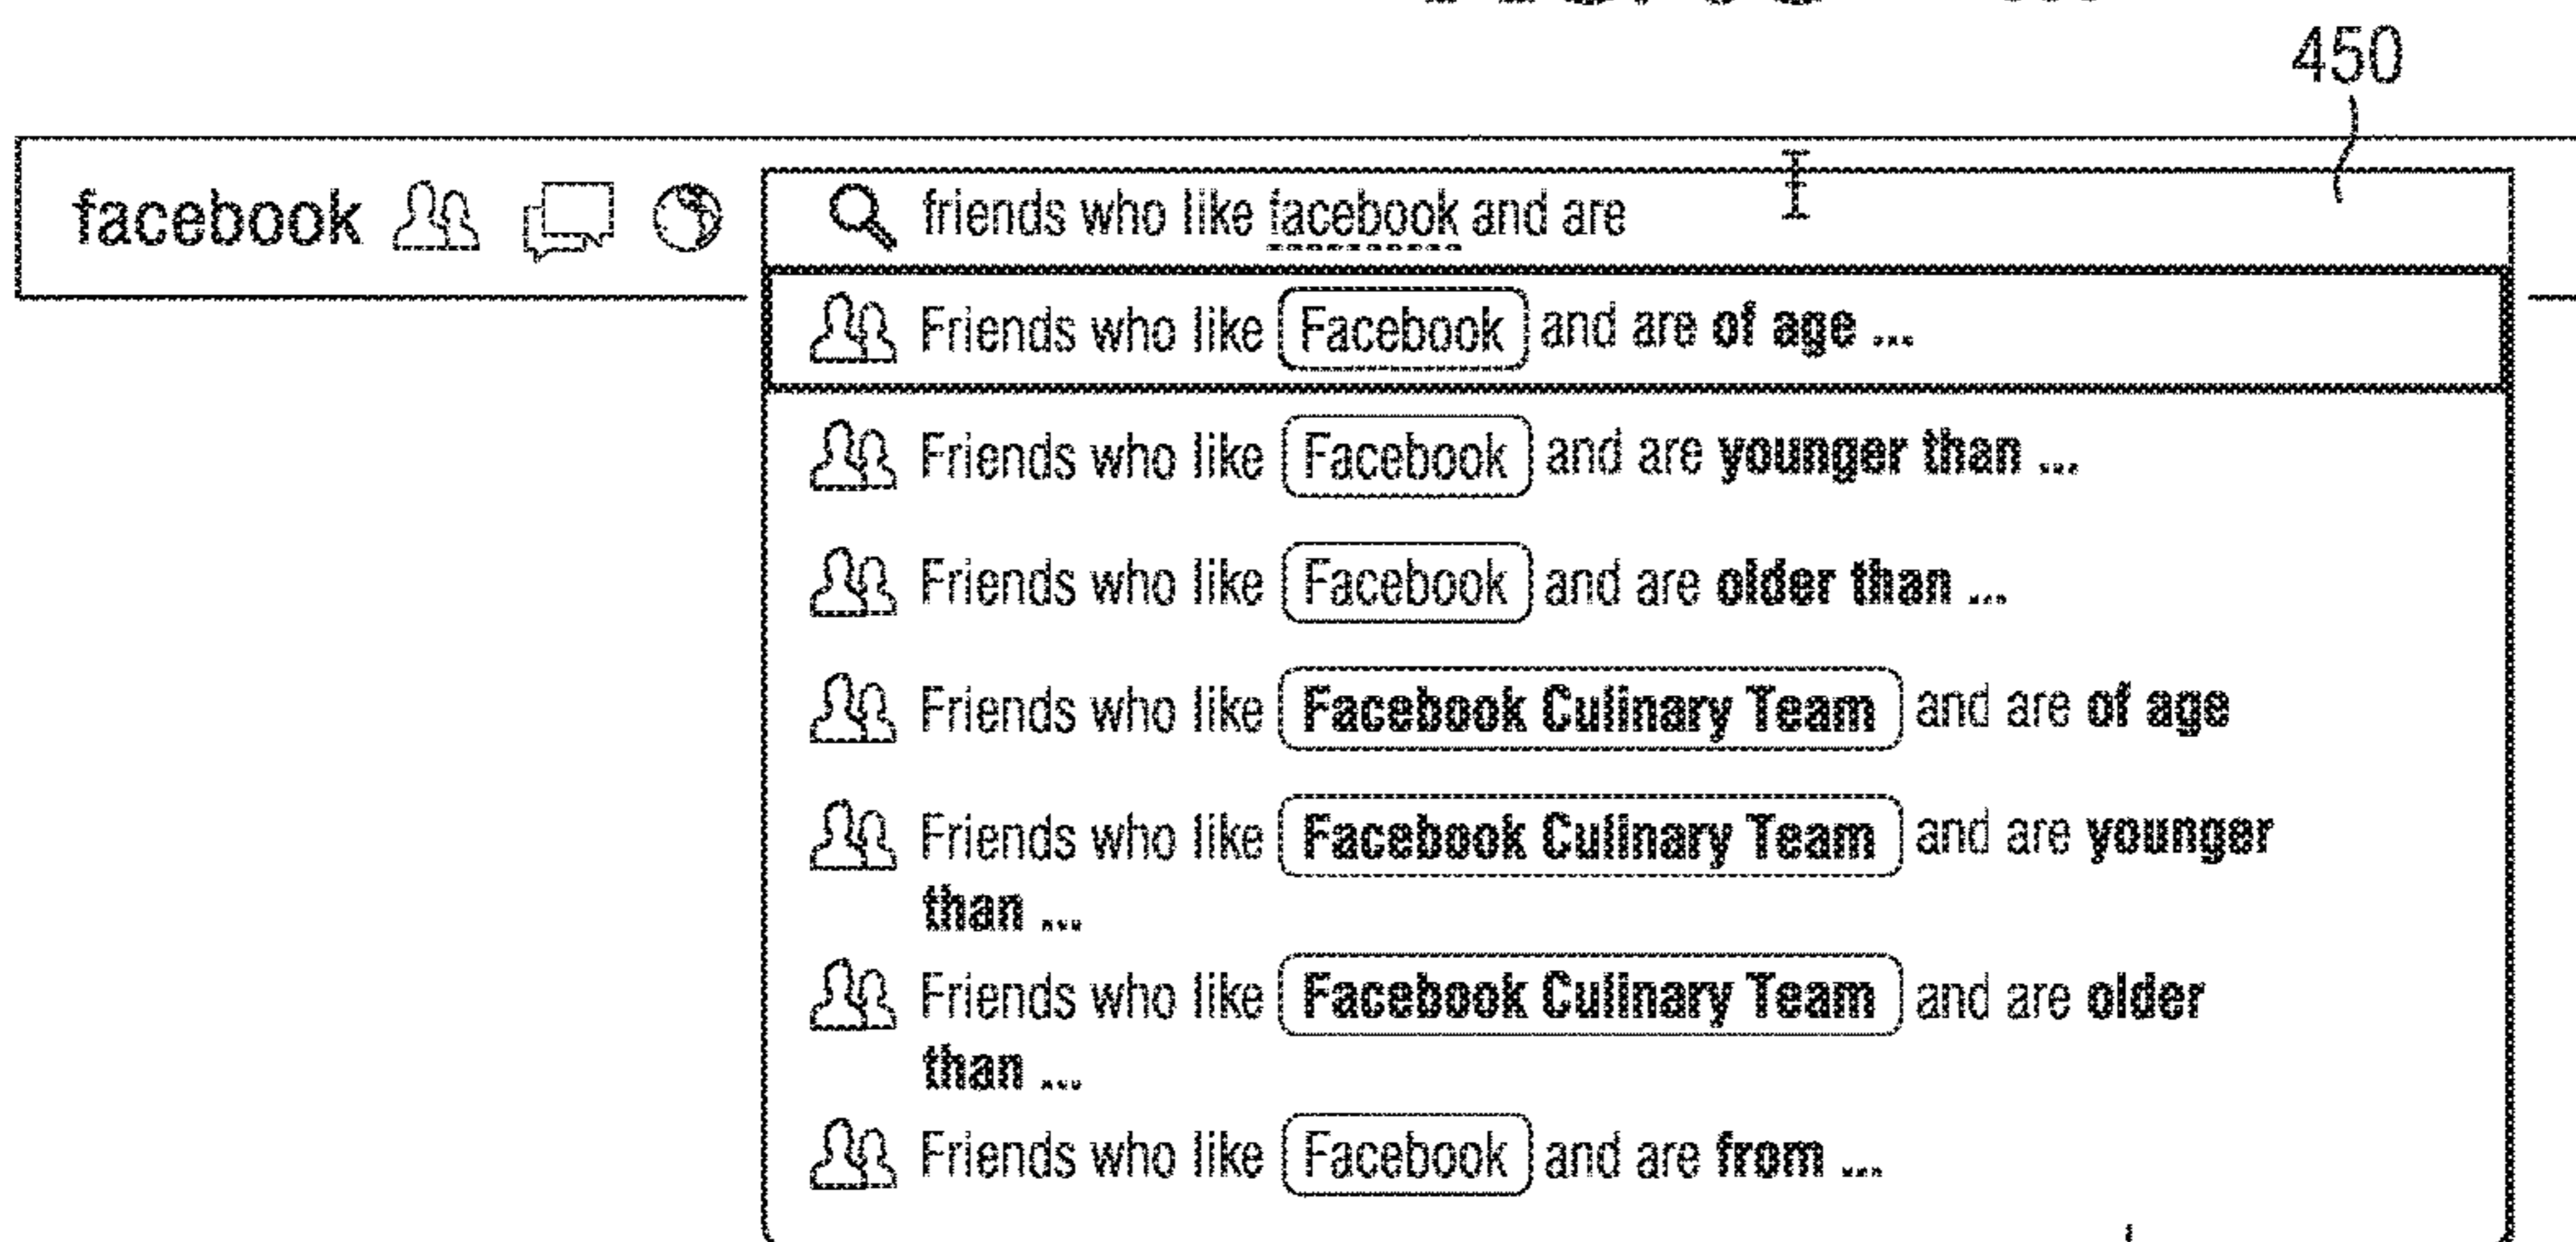 450
facebook
friends who like facebook and are
Friends who like Facebook and are of age ...
Friends who like Facebook and are younger than ...
Friends who like Facebook and are older than ...
Friends who like Facebook Culinary Team and are of age
Friends who like Facebook Culinary Team and are younger
than ...
Friends who like Facebook Culinary Team and are older
than ...
Friends who like Facebook and are from ...